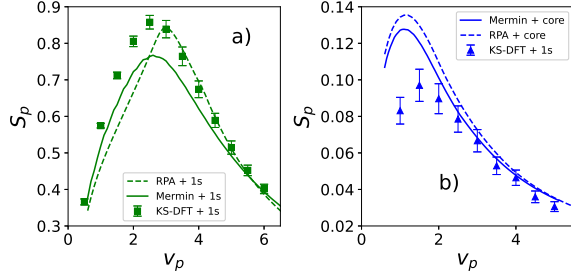 0.9
0.8
0.7
0.6
0.5
0.4
0.3
S_p
0
2
4
6
v_p
a)
RPA + 1s
Mermin + 1s
KS-DFT + 1s
0.14
0.12
0.10
0.08
0.06
0.04
0.02
S_p
0
2
4
v_p
b)
Mermin + core
RPA + core
KS-DFT + 1s